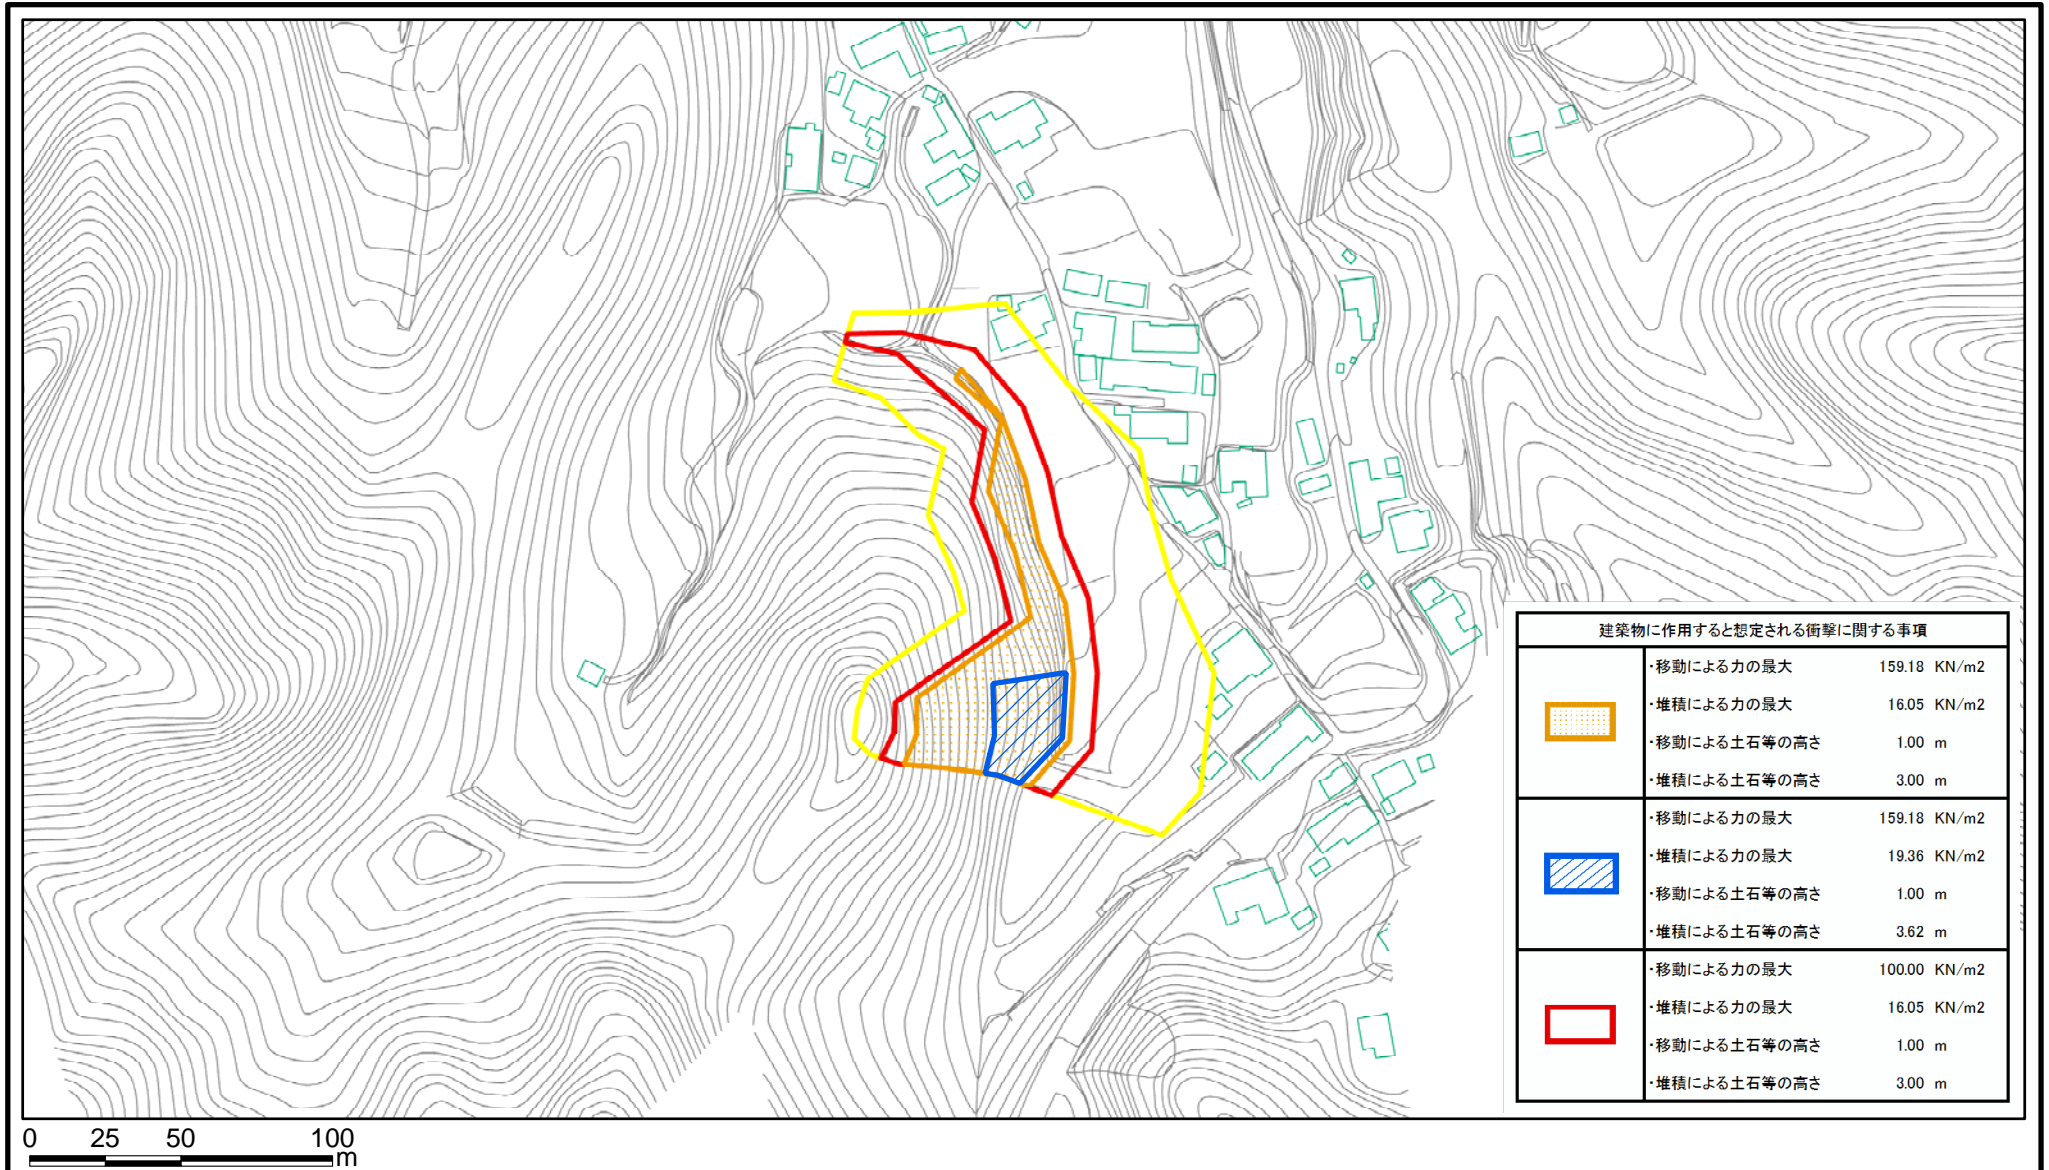 建築物に作用すると想定される衝撃に関する事項
・移動による力の最大 159.18 KN/m2
・堆積による力の最大 16.05 KN/m2
・移動による土石等の高さ 1.00 m
・堆積による土石等の高さ 3.00 m
・移動による力の最大 159.18 KN/m2
・堆積による力の最大 19.36 KN/m2
・移動による土石等の高さ 1.00 m
・堆積による土石等の高さ 3.62 m
・移動による力の最大 100.00 KN/m2
・堆積による力の最大 16.05 KN/m2
・移動による土石等の高さ 1.00 m
・堆積による土石等の高さ 3.00 m
0 25 50 100
m